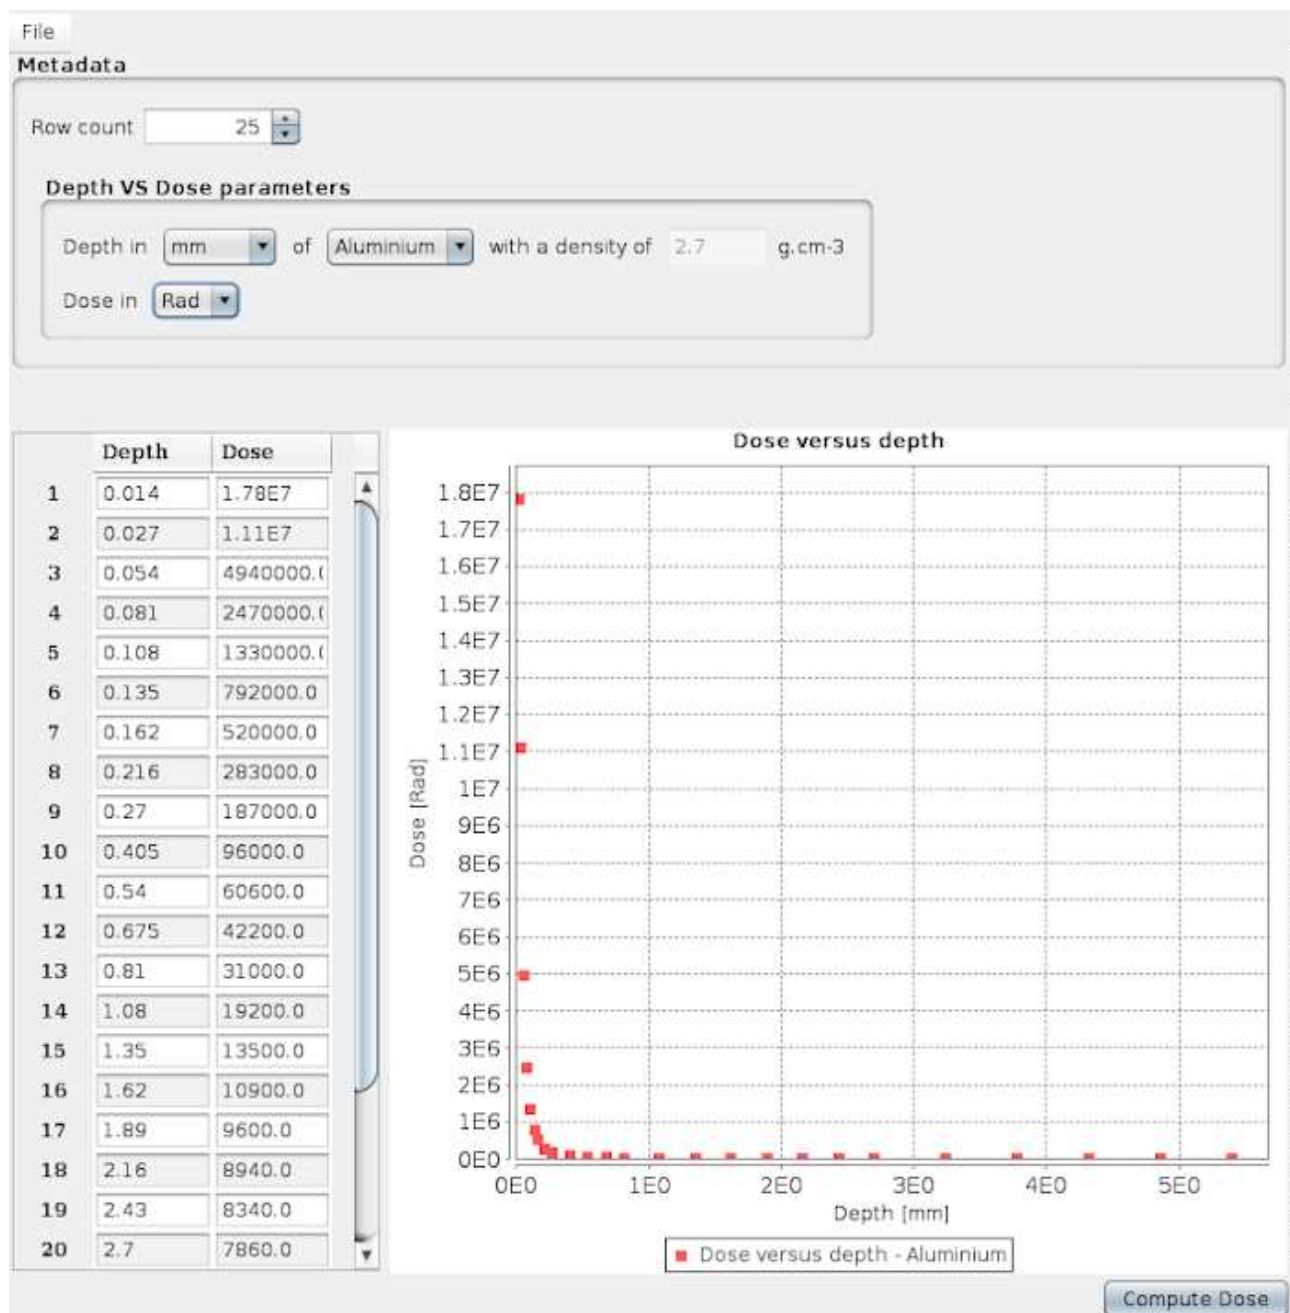 File
Metadata
Row count 25
Depth VS Dose parameters
Depth in mm of Aluminium with a density of 2.7 g.cm-3
Dose in Rad
Depth Dose
1 0.014 1.78E7
2 0.027 1.11E7
3 0.054 4940000.(
4 0.081 2470000.(
5 0.108 1330000.(
6 0.135 792000.0
7 0.162 520000.0
8 0.216 283000.0
9 0.27 187000.0
10 0.405 96000.0
11 0.54 60600.0
12 0.675 42200.0
13 0.81 31000.0
14 1.08 19200.0
15 1.35 13500.0
16 1.62 10900.0
17 1.89 9600.0
18 2.16 8940.0
19 2.43 8340.0
20 2.7 7860.0
Dose versus depth
1.8E7
1.7E7
1.6E7
1.5E7
1.4E7
1.3E7
1.2E7
1.1E7
1E7
9E6
8E6
7E6
6E6
5E6
4E6
3E6
2E6
1E6
0E0
Dose [Rad]
0E0 1E0 2E0 3E0 4E0 5E0
Depth [mm]
Dose versus depth - Aluminium
Compute Dose